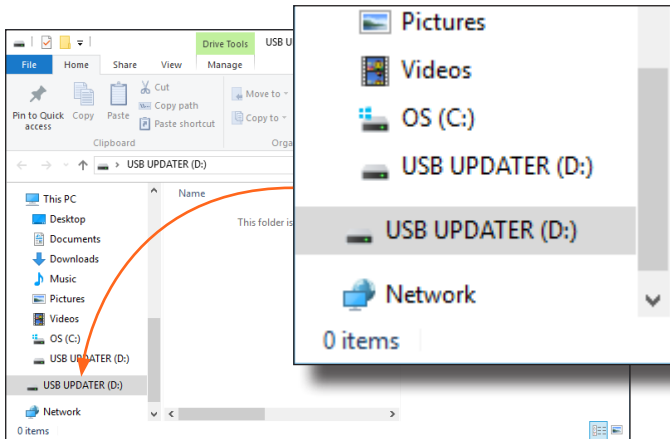 Drive Tools USB U
File Home Share View Manage
Pin to Quick access
Copy
Paste
Cut
Copy path
Paste shortcut
Move to
Copy to
Clipboard
Orga
USB UPDATER (D:)
This PC
Desktop
Documents
Downloads
Music
Pictures
Videos
OS (C:)
USB UPDATER (D:)
USB UPDATER (D:)
Network
0 items
Name
This folder is
Pictures
Videos
OS (C:)
USB UPDATER (D:)
USB UPDATER (D:)
Network
0 items